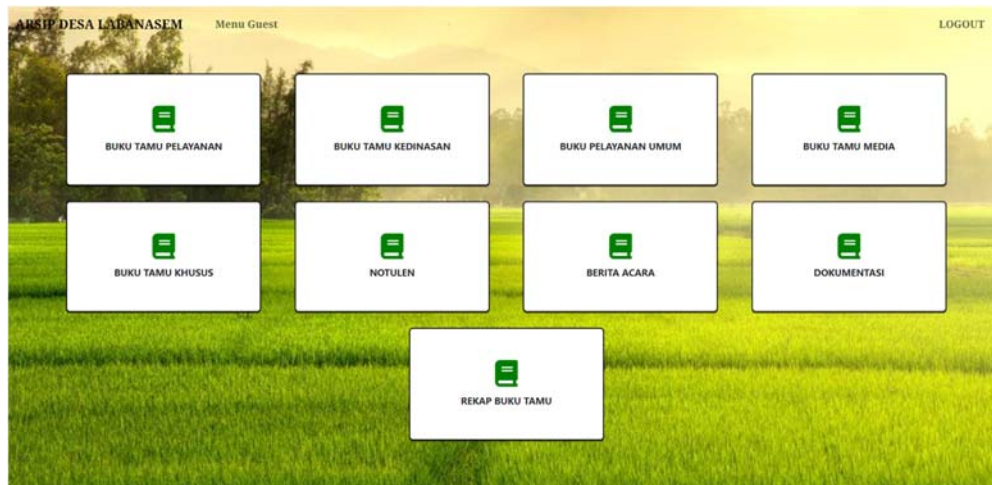 ARSIP DESA LABANASEM
Menu Guest
LOGOUT
BUKU TAMU PELAYANAN
BUKU TAMU KEDINASAN
BUKU PELAYANAN UMUM
BUKU TAMU MEDIA
BUKU TAMU KHUSUS
NOTULEN
BERITA ACARA
DOKUMENTASI
REKAP BUKU TAMU